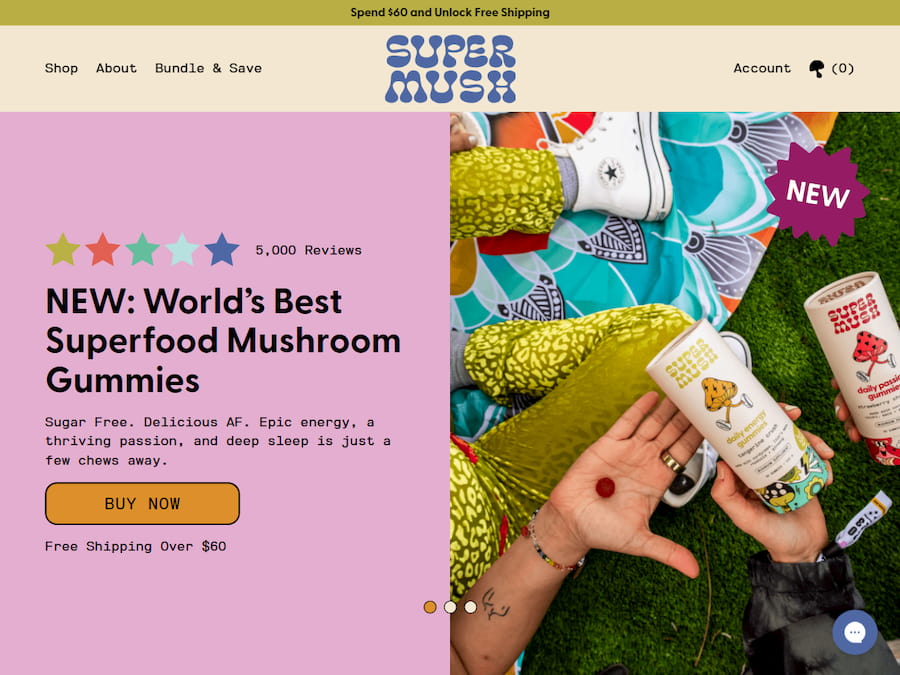 Spend $60 and Unlock Free Shipping
Shop About Bundle & Save
SUPER
MUSH
Account (0)
5,000 Reviews
NEW: World's Best
Superfood Mushroom
Gummies
Sugar Free. Delicious AF. Epic energy, a
thriving passion, and deep sleep is just a
few chews away.
BUY NOW
Free Shipping Over $60
NEW
SUPER
MUSH
daily energy
gummies
tangerine crush
SUPER
MUSH
daily passion
gummies